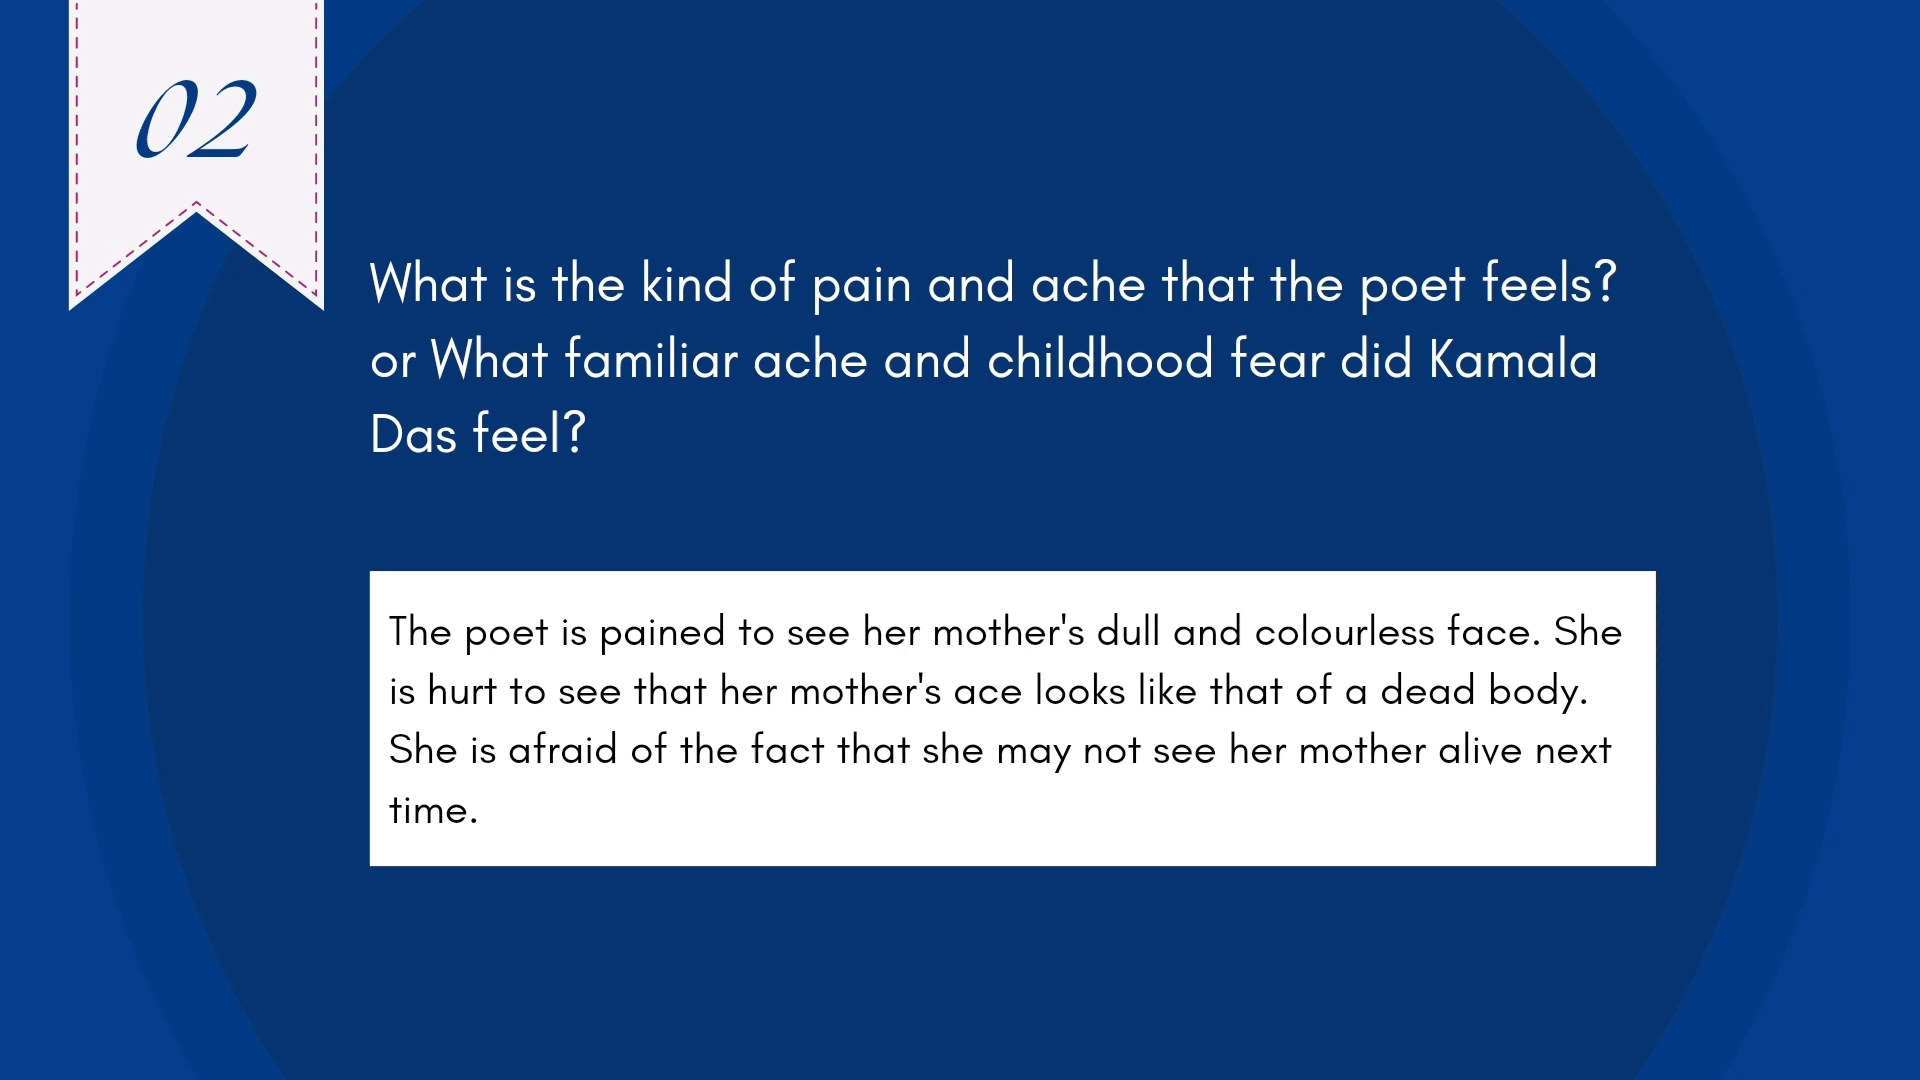 02
What is the kind of pain and ache that the poet feels?
or What familiar ache and childhood fear did Kamala
Das feel?
The poet is pained to see her mother's dull and colourless face. She
is hurt to see that her mother's ace looks like that of a dead body.
She is afraid of the fact that she may not see her mother alive next
time.